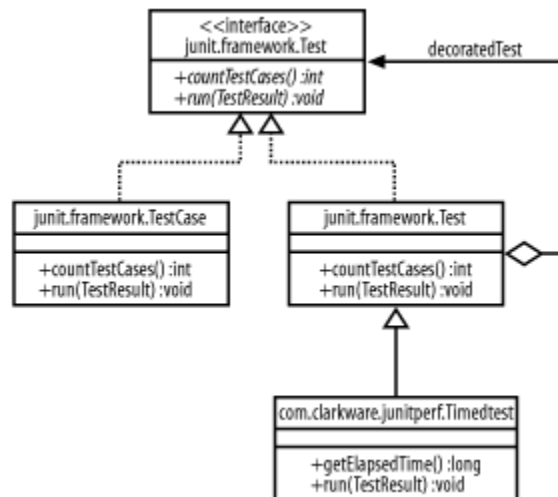 <<interface>>
junit.framework.Test
+countTestCases() :int
+run(TestResult) :void
decoratedTest
junit.framework.TestCase
+countTestCases() :int
+run(TestResult) :void
junit.framework.Test
+countTestCases() :int
+run(TestResult) :void
com.clarkware.junitperf.Timedtest
+getElapsedTime() :long
+run(TestResult) :void